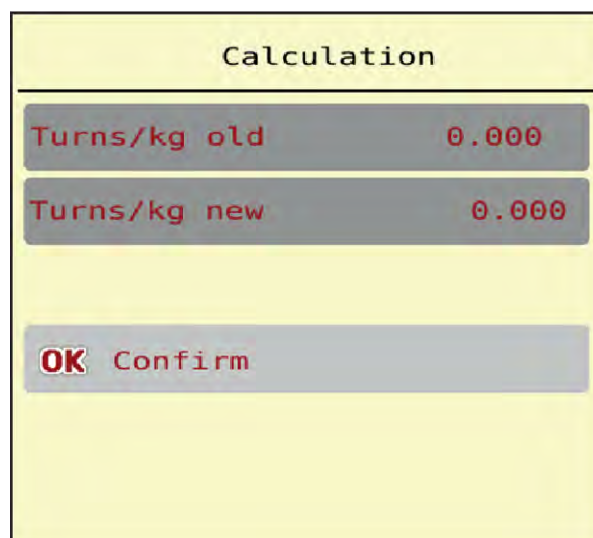 Calculation
Turns/kg old 0.000
Turns/kg new 0.000
OK Confirm